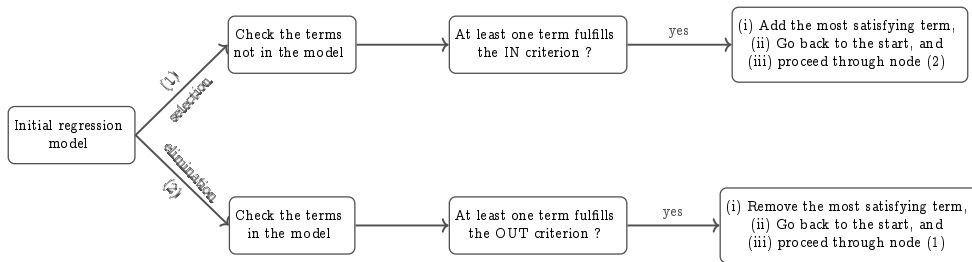 Initial regression
model
(1)
selection
Check the terms
not in the model
At least one term fulfills
the IN criterion ?
yes
(i) Add the most satisfying term,
(ii) Go back to the start, and
(iii) proceed through node (2)
elimination
(2)
Check the terms
in the model
At least one term fulfills
the OUT criterion ?
yes
(i) Remove the most satisfying term,
(ii) Go back to the start, and
(iii) proceed through node (1)